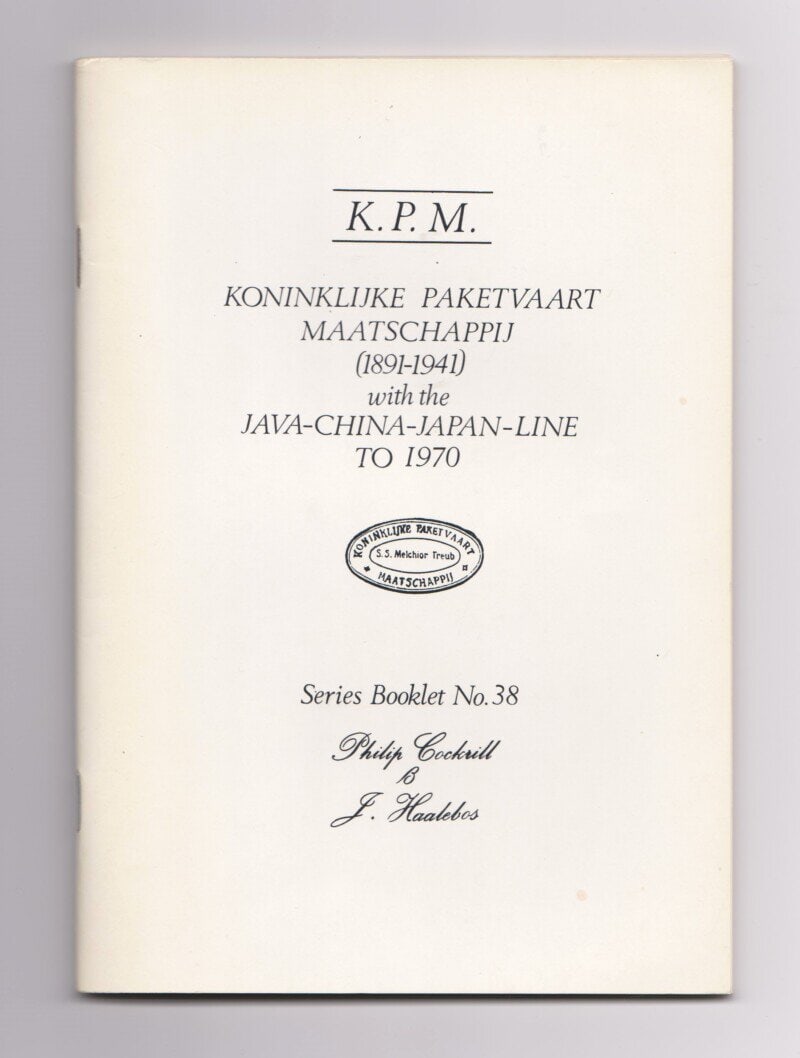 K.P.M.
KONINKLIJKE PAKETVAART
MAATSCHAPPIJ
(1891-1941)
with the
JAVA-CHINA-JAPAN-LINE
TO 1970
KONINKLIJKE PAKETVAART
S.S. Melchior Treub
MAATSCHAPPIJ
Series Booklet No.38
Philip Cockrill
&
J. Haalebos